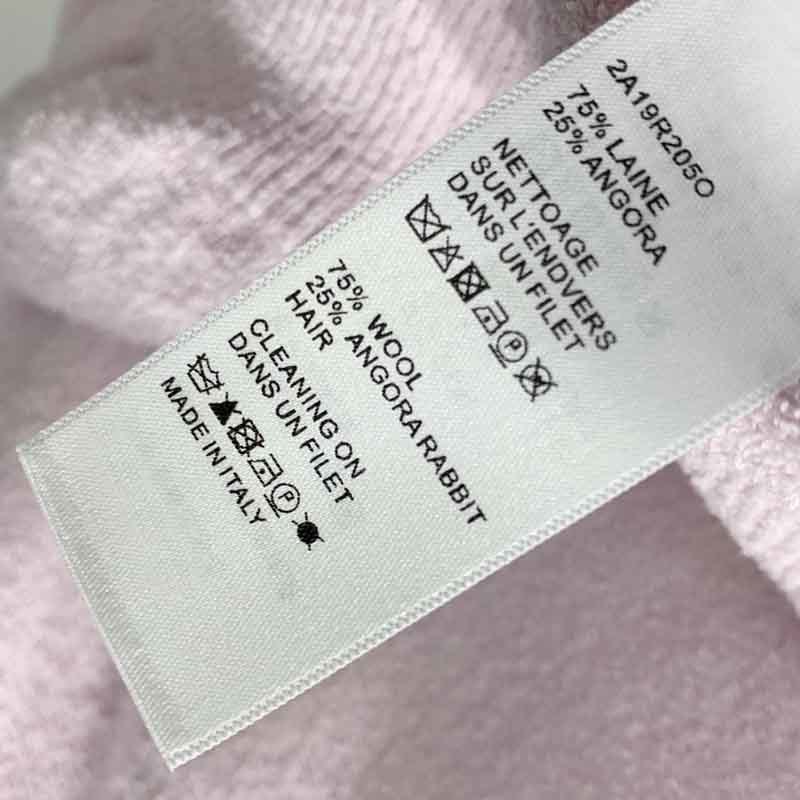 2A19R205O
75% LAINE
25% ANGORA
NETTOAGE
SUR L'ENDVERS
DANS UN FILET
P
75% WOOL
25% ANGORA RABBIT
HAIR
CLEANING ON
DANS UN FILET
P
MADE IN ITALY